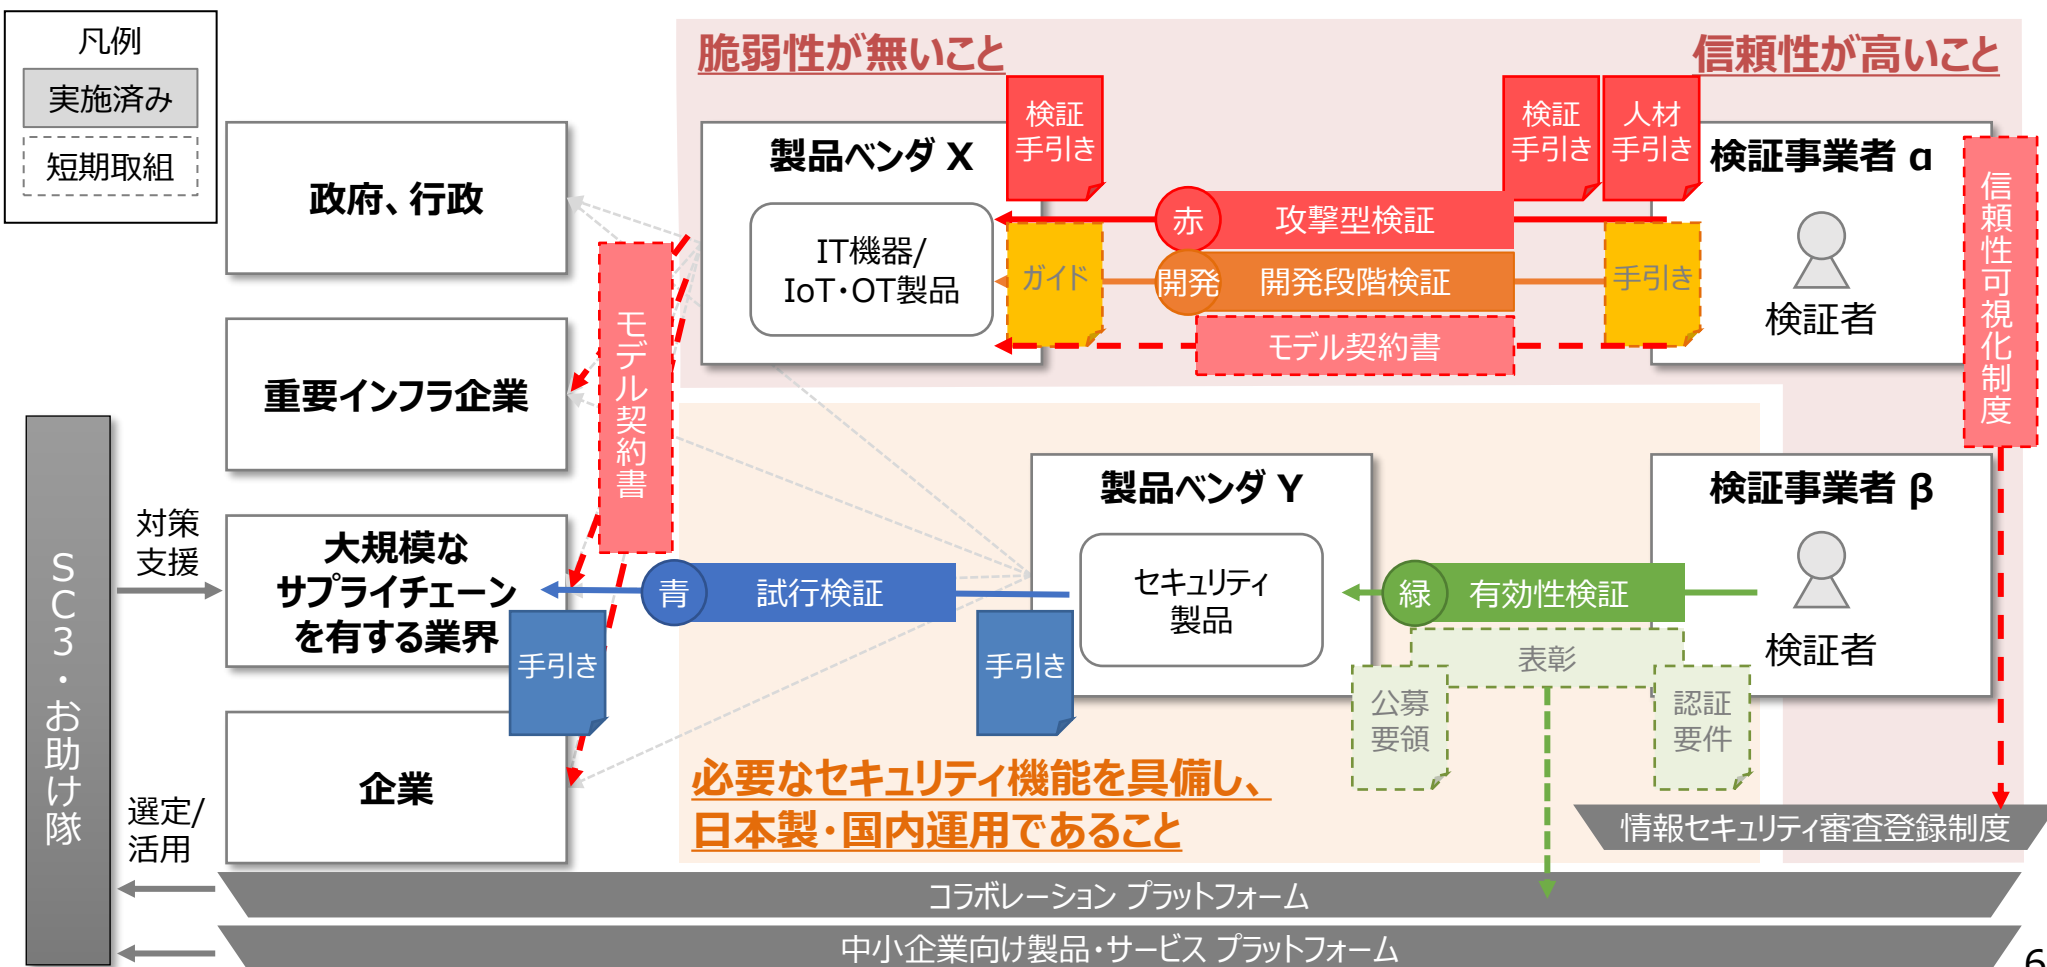 凡例
実施済み
短期取組
脆弱性が無いこと
信頼性が高いこと
政府、行政
重要インフラ企業
大規模な
サプライチェーン
を有する業界
企業
SC3・お助け隊
対策
支援
選定/
活用
モデル契約書
製品ベンダ X
IT機器/
IoT・OT製品
検証
手引き
検証
手引き
人材
手引き
検証事業者 α
検証者
赤
攻撃型検証
開発
開発段階検証
ガイド
手引き
モデル契約書
信頼性可視化制度
製品ベンダ Y
セキュリティ
製品
青
試行検証
手引き
手引き
緑
有効性検証
表彰
公募
要領
認証
要件
検証事業者 β
検証者
必要なセキュリティ機能を具備し、
日本製・国内運用であること
情報セキュリティ審査登録制度
コラボレーション プラットフォーム
中小企業向け製品・サービス プラットフォーム
6